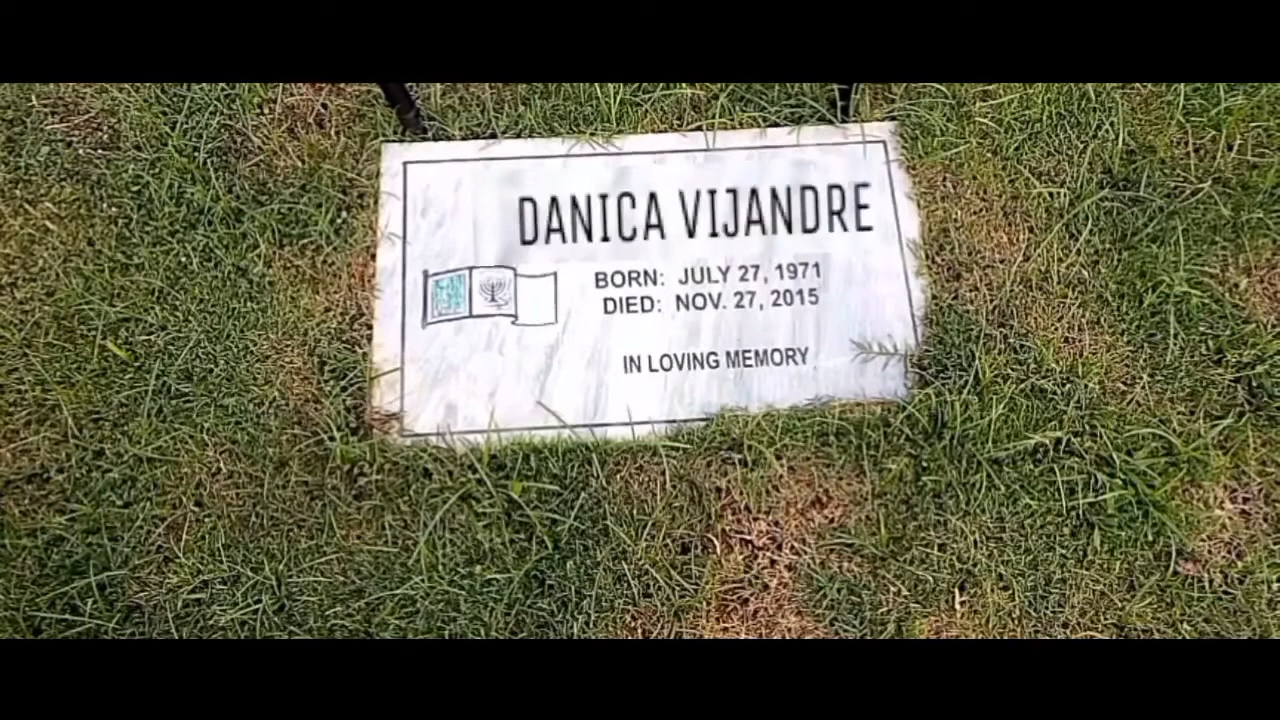 DANICA VIJANDRE
BORN: JULY 27, 1971
DIED: NOV. 27, 2015
IN LOVING MEMORY